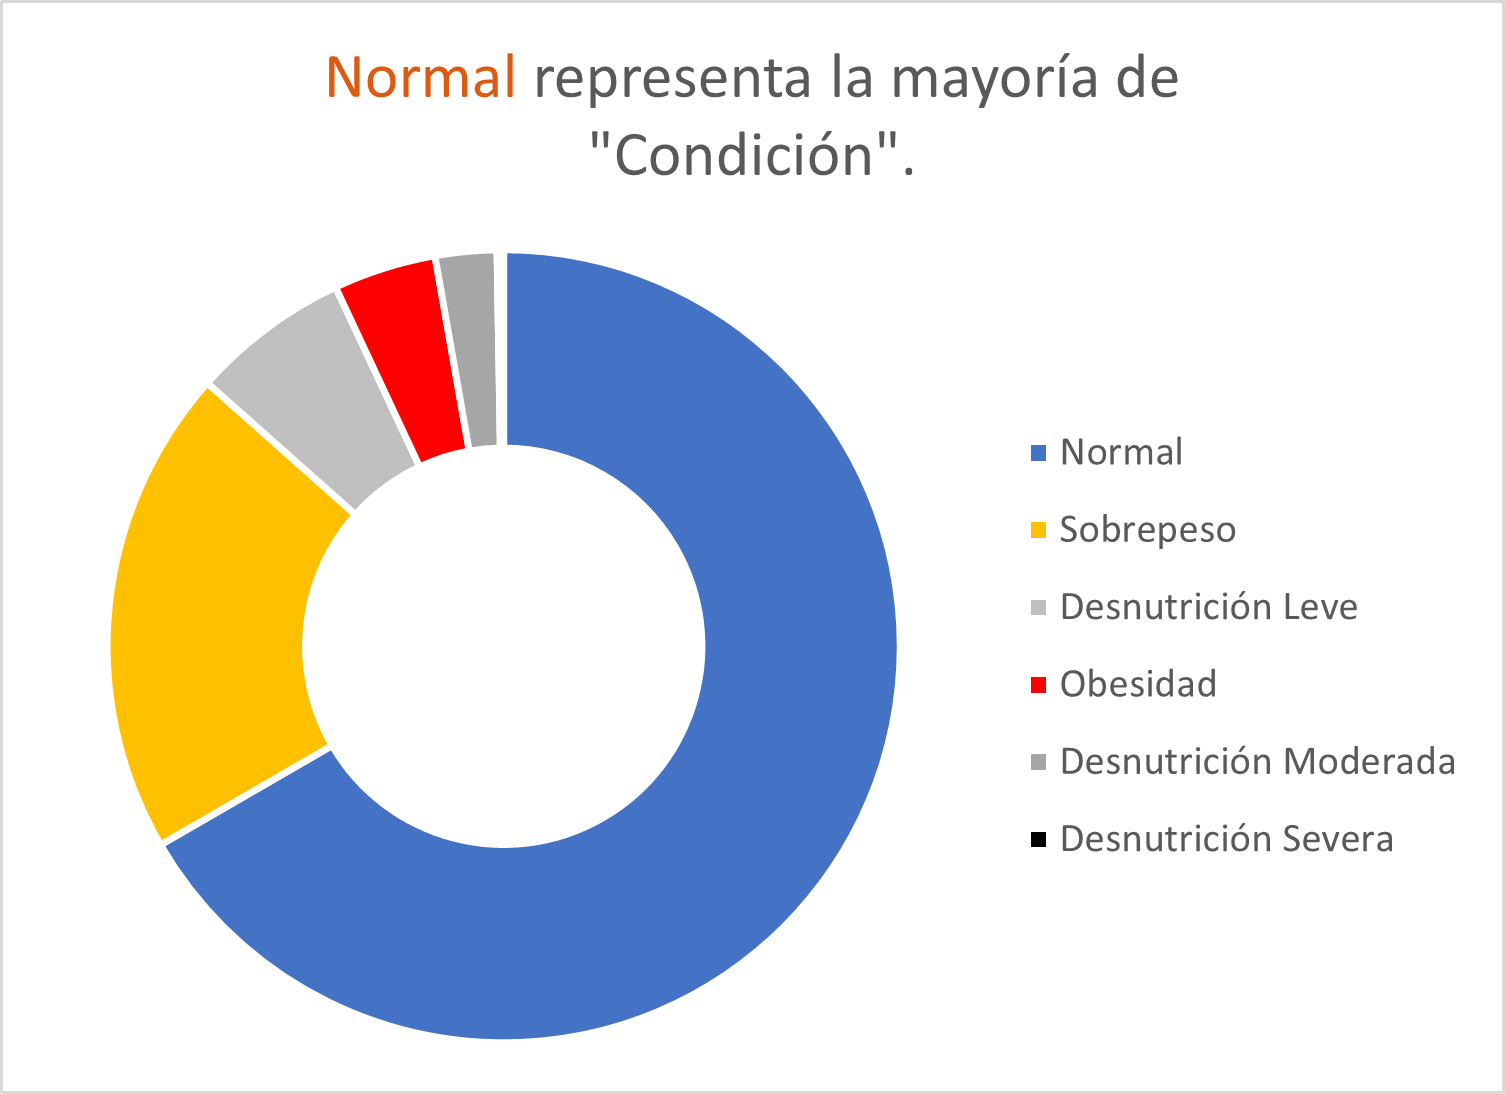 Normal representa la mayoría de
"Condición".
Normal
Sobrepeso
Desnutrición Leve
Obesidad
Desnutrición Moderada
Desnutrición Severa